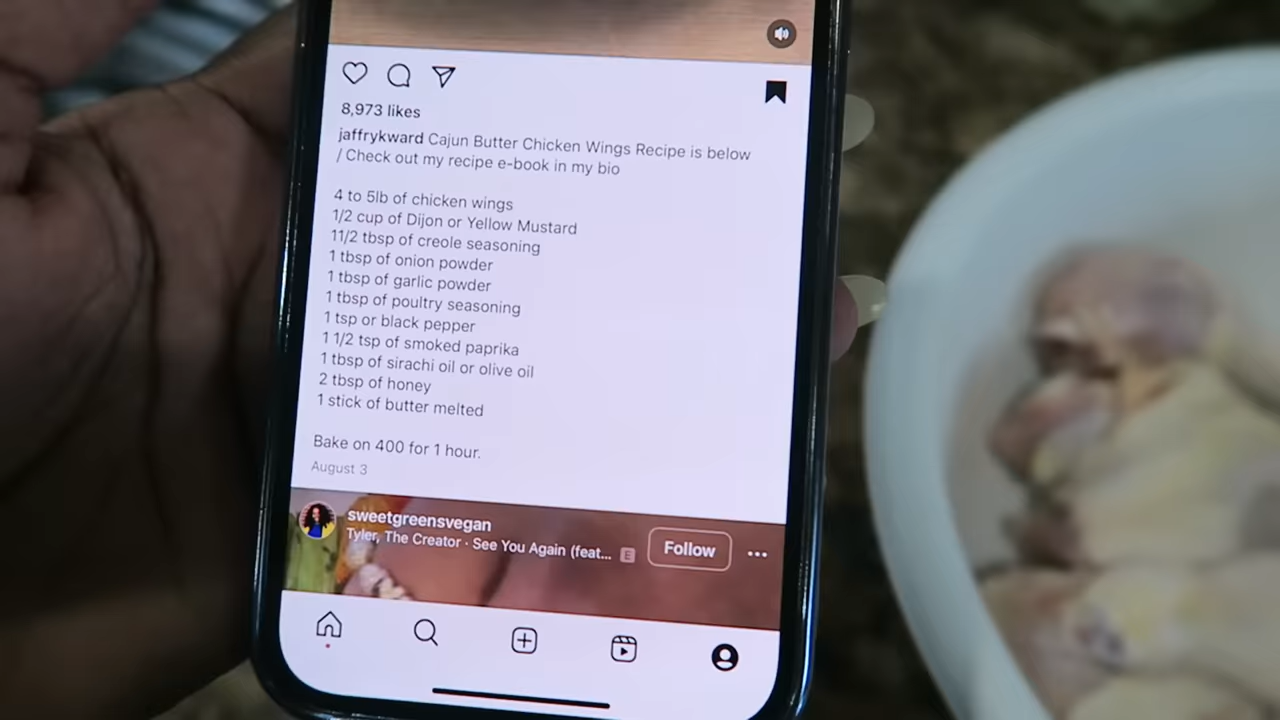 8,973 likes
jaffrykward Cajun Butter Chicken Wings Recipe is below
/ Check out my recipe e-book in my bio
4 to 5lb of chicken wings
1/2 cup of Dijon or Yellow Mustard
11/2 tbsp of creole seasoning
1 tbsp of onion powder
1 tbsp of garlic powder
1 tbsp of poultry seasoning
1 tsp or black pepper
1 1/2 tsp of smoked paprika
1 tbsp of sirachi oil or olive oil
2 tbsp of honey
1 stick of butter melted
Bake on 400 for 1 hour.
August 3
sweetgreensvegan
Tyler, The Creator · See You Again (feat... E
Follow